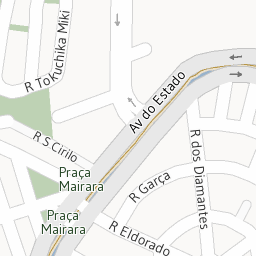 R Tokuchika Miki
Av do Estado
R S Cirilo
R dos Diamantes
Praça
Mairara
R Garça
Praça
Mairara
R Eldorado